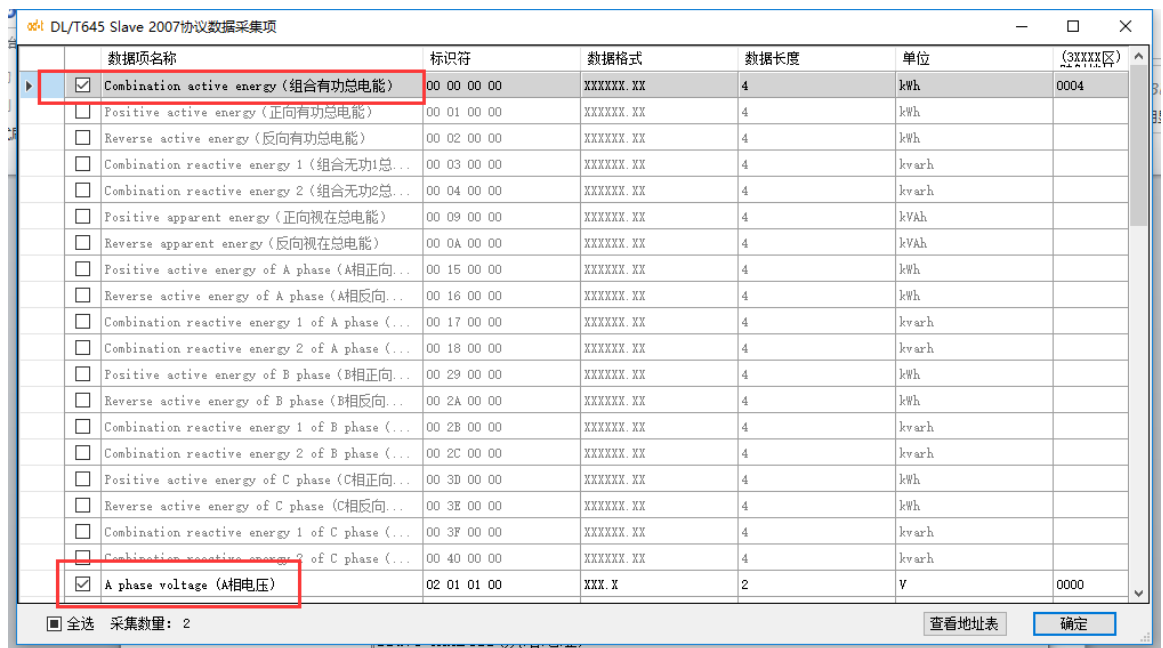 odt DL/T645 Slave 2007协议数据采集项
数据项名称 标识符 数据格式 数据长度 单位 (3XXXX区)
Combination active energy (组合有功总电能) 00 00 00 00 XXXXXX.XX 4 kWh 0004
Positive active energy (正向有功总电能) 00 01 00 00 XXXXXX.XX 4 kWh
Reverse active energy (反向有功总电能) 00 02 00 00 XXXXXX.XX 4 kWh
Combination reactive energy 1 (组合无功1总... 00 03 00 00 XXXXXX.XX 4 kvarh
Combination reactive energy 2 (组合无功2总... 00 04 00 00 XXXXXX.XX 4 kvarh
Positive apparent energy (正向视在总电能) 00 09 00 00 XXXXXX.XX 4 kVAh
Reverse apparent energy (反向视在总电能) 00 0A 00 00 XXXXXX.XX 4 kVAh
Positive active energy of A phase (A相正向... 00 15 00 00 XXXXXX.XX 4 kWh
Reverse active energy of A phase (A相反向... 00 16 00 00 XXXXXX.XX 4 kWh
Combination reactive energy 1 of A phase (... 00 17 00 00 XXXXXX.XX 4 kvarh
Combination reactive energy 2 of A phase (... 00 18 00 00 XXXXXX.XX 4 kvarh
Positive active energy of B phase (B相正向... 00 29 00 00 XXXXXX.XX 4 kWh
Reverse active energy of B phase (B相反向... 00 2A 00 00 XXXXXX.XX 4 kWh
Combination reactive energy 1 of B phase (... 00 2B 00 00 XXXXXX.XX 4 kvarh
Combination reactive energy 2 of B phase (... 00 2C 00 00 XXXXXX.XX 4 kvarh
Positive active energy of C phase (C相正向... 00 3D 00 00 XXXXXX.XX 4 kWh
Reverse active energy of C phase (C相反向... 00 3E 00 00 XXXXXX.XX 4 kWh
Combination reactive energy 1 of C phase (... 00 3F 00 00 XXXXXX.XX 4 kvarh
Combination reactive energy 2 of C phase (... 00 40 00 00 XXXXXX.XX 4 kvarh
A phase voltage (A相电压) 02 01 01 00 XXX.X 2 V 0000
全选 采集数量: 2 查看地址表 确定